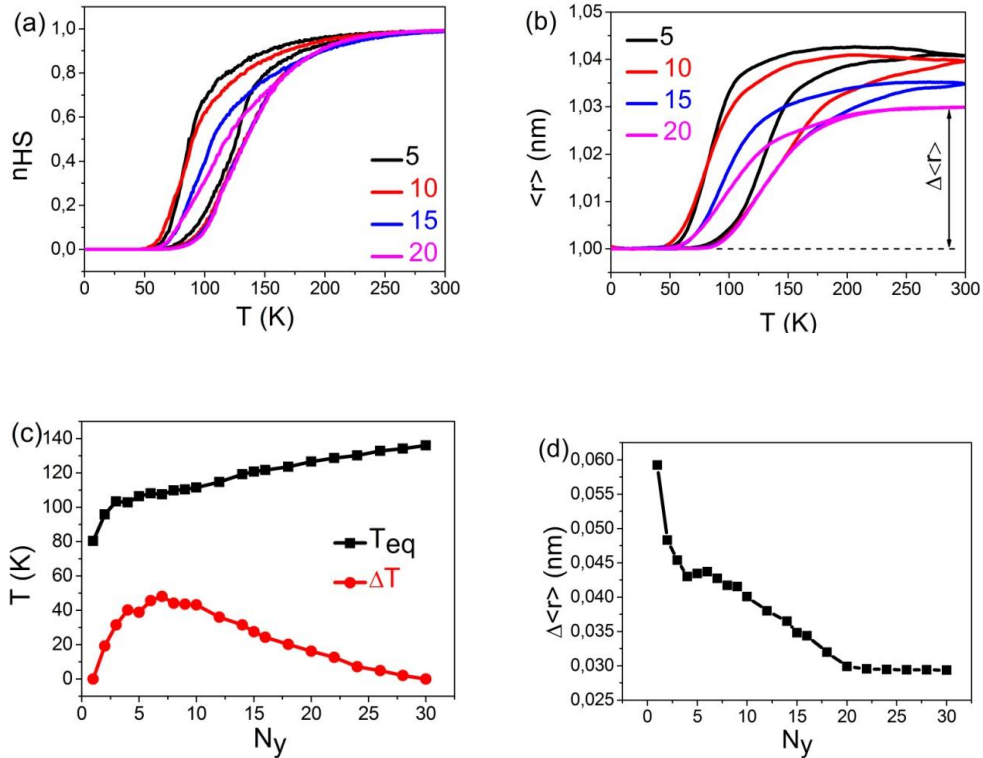 (a)
1,0
0,8
0,6
0,4
0,2
0,0
nHS
5
10
15
20
0 50 100 150 200 250 300
T (K)
(b)
1,05
1,04
1,03
1,02
1,01
1,00
<r> (nm)
5
10
15
20
Δ<r>
0 50 100 150 200 250 300
T (K)
(c)
140
120
100
80
60
40
20
0
T (K)
Teq
ΔT
0 5 10 15 20 25 30
Ny
(d)
0,060
0,055
0,050
0,045
0,040
0,035
0,030
0,025
Δ<r> (nm)
0 5 10 15 20 25 30
Ny